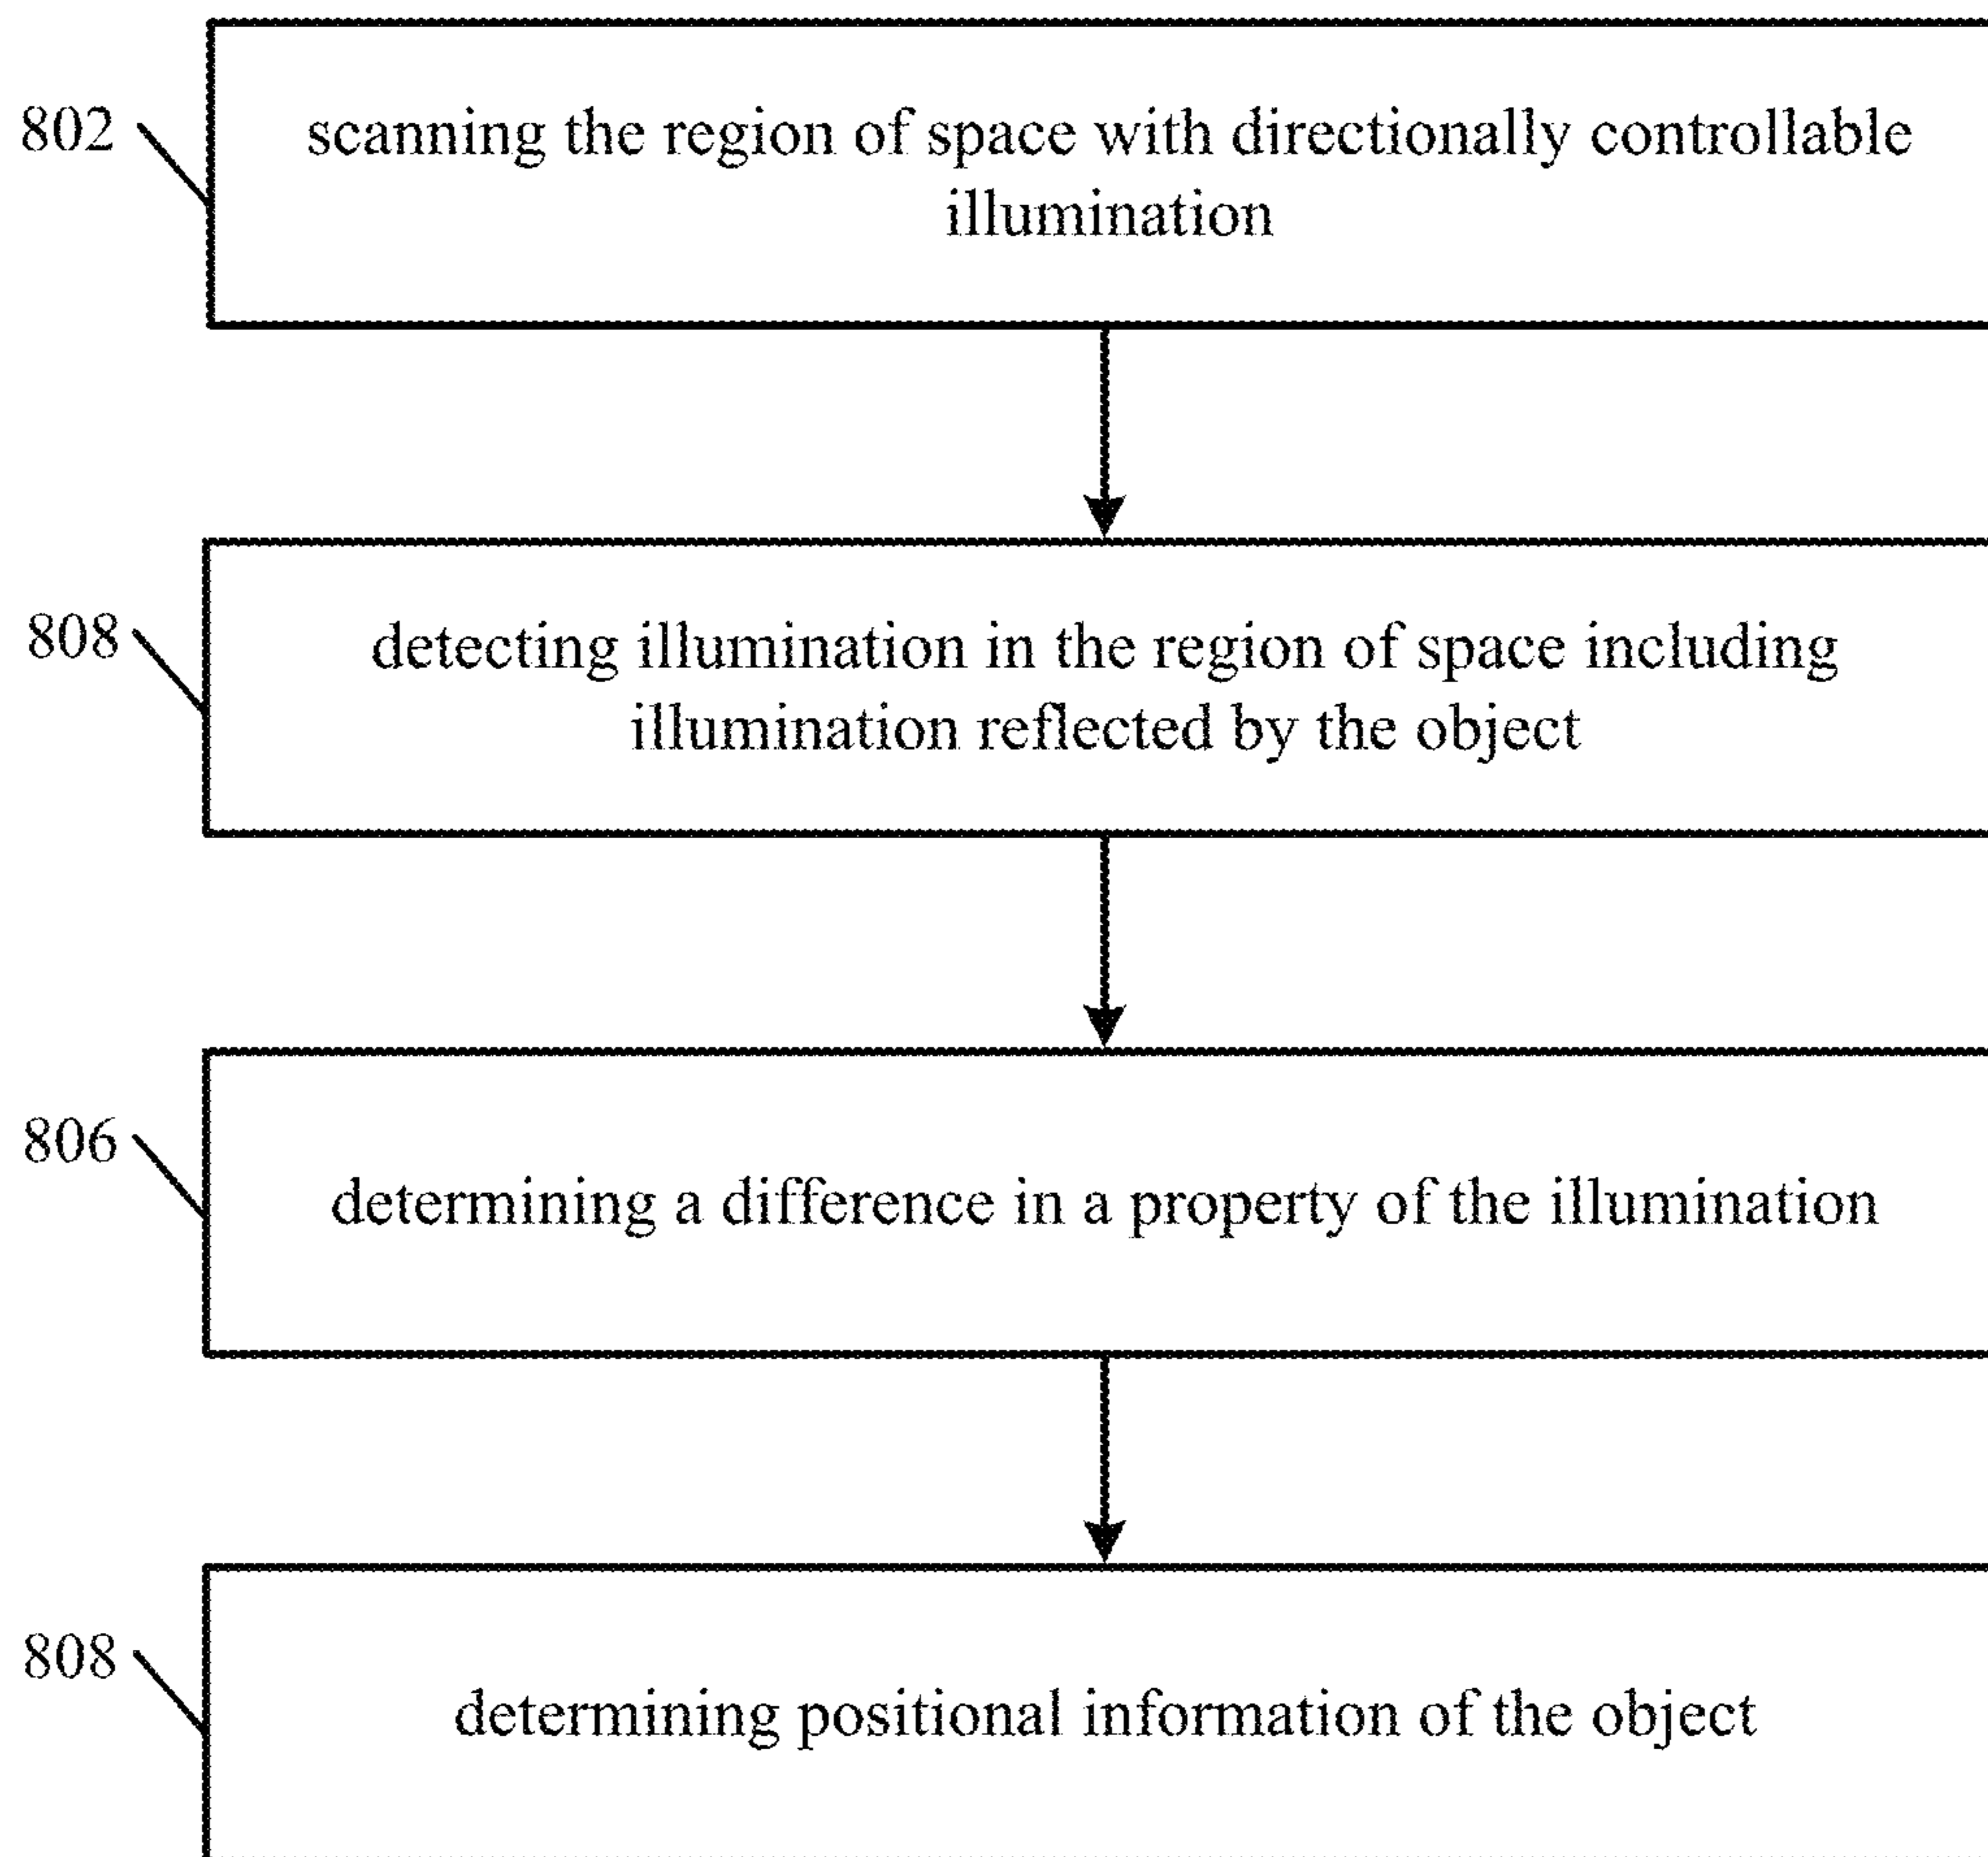 802
scanning the region of space with directionally controllable
illumination
808
detecting illumination in the region of space including
illumination reflected by the object
806
determining a difference in a property of the illumination
808
determining positional information of the object